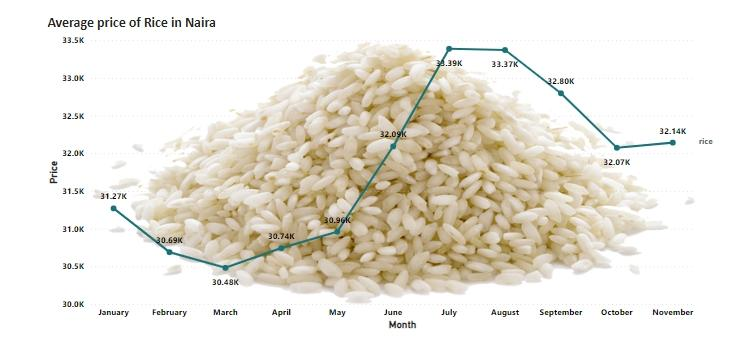 Average price of Rice in Naira
33.5K
33.0K
32.5K
32.0K
31.5K
31.0K
30.5K
30.0K
Price
31.27K
30.69K
30.48K
30.74K
30.96K
32.09K
33.39K
33.37K
32.80K
32.07K
32.14K
rice
January February March April May June July August September October November
Month